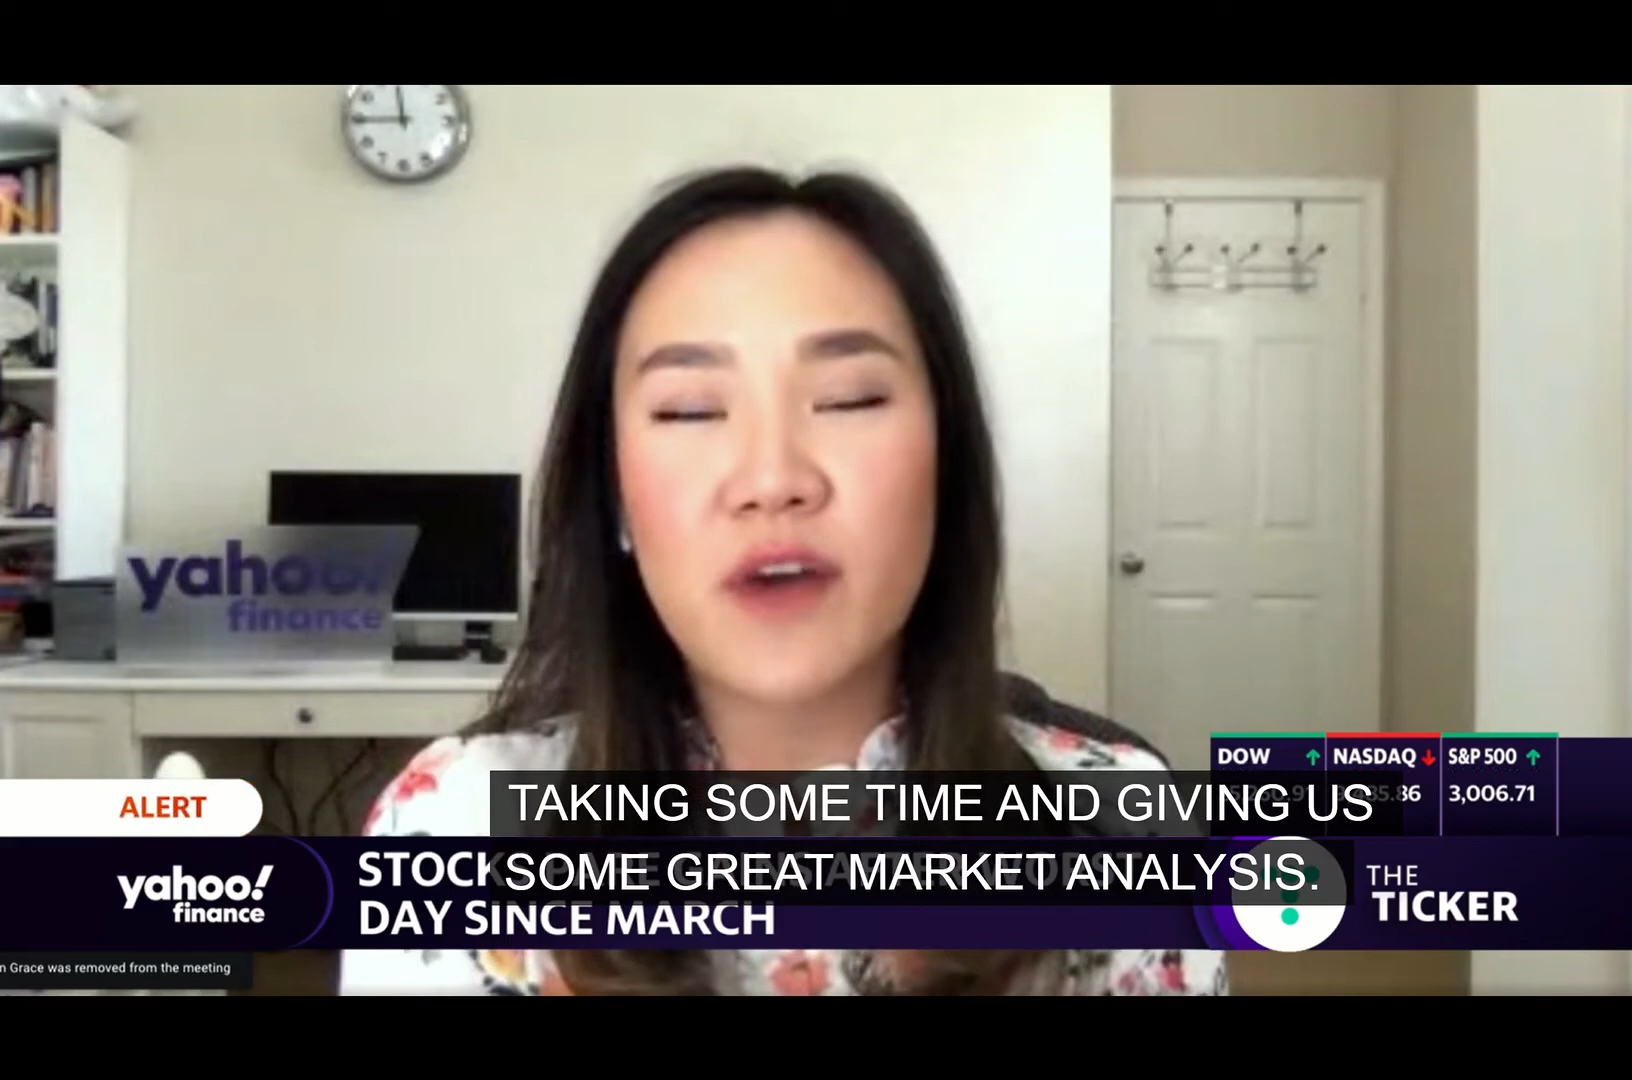 yahoo!
finance
DOW
NASDAQ
S&P 500
86
3,006.71
ALERT
TAKING SOME TIME AND GIVING US
SOME GREAT MARKET ANALYSIS.
yahoo!
finance
DAY SINCE MARCH
THE
TICKER
n Grace was removed from the meeting